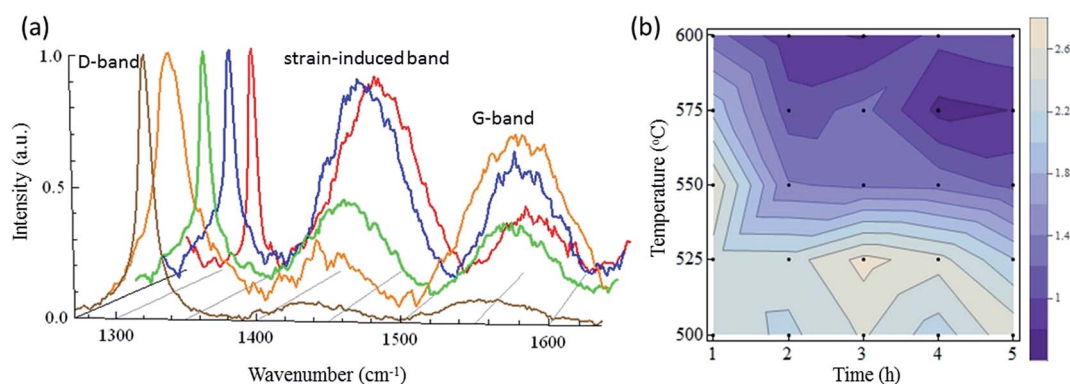 (a)
D-band
strain-induced band
G-band
1.0
0.5
0.0
1300
1400
1500
1600
Intensity (a.u.)
Wavenumber (cm⁻¹)
(b)
600
575
550
525
500
1
2
3
4
5
Temperature (°C)
Time (h)
2.6
2.2
1.8
1.4
1